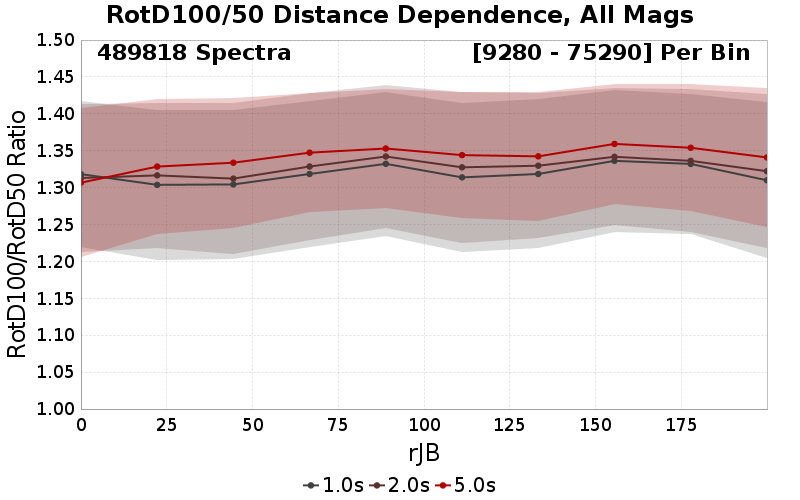 RotD100/50 Distance Dependence, All Mags
489818 Spectra
[9280 - 75290] Per Bin
RotD100/RotD50 Ratio
1.50
1.45
1.40
1.35
1.30
1.25
1.20
1.15
1.10
1.05
1.00
0 25 50 75 100 125 150 175
rJB
1.0s 2.0s 5.0s